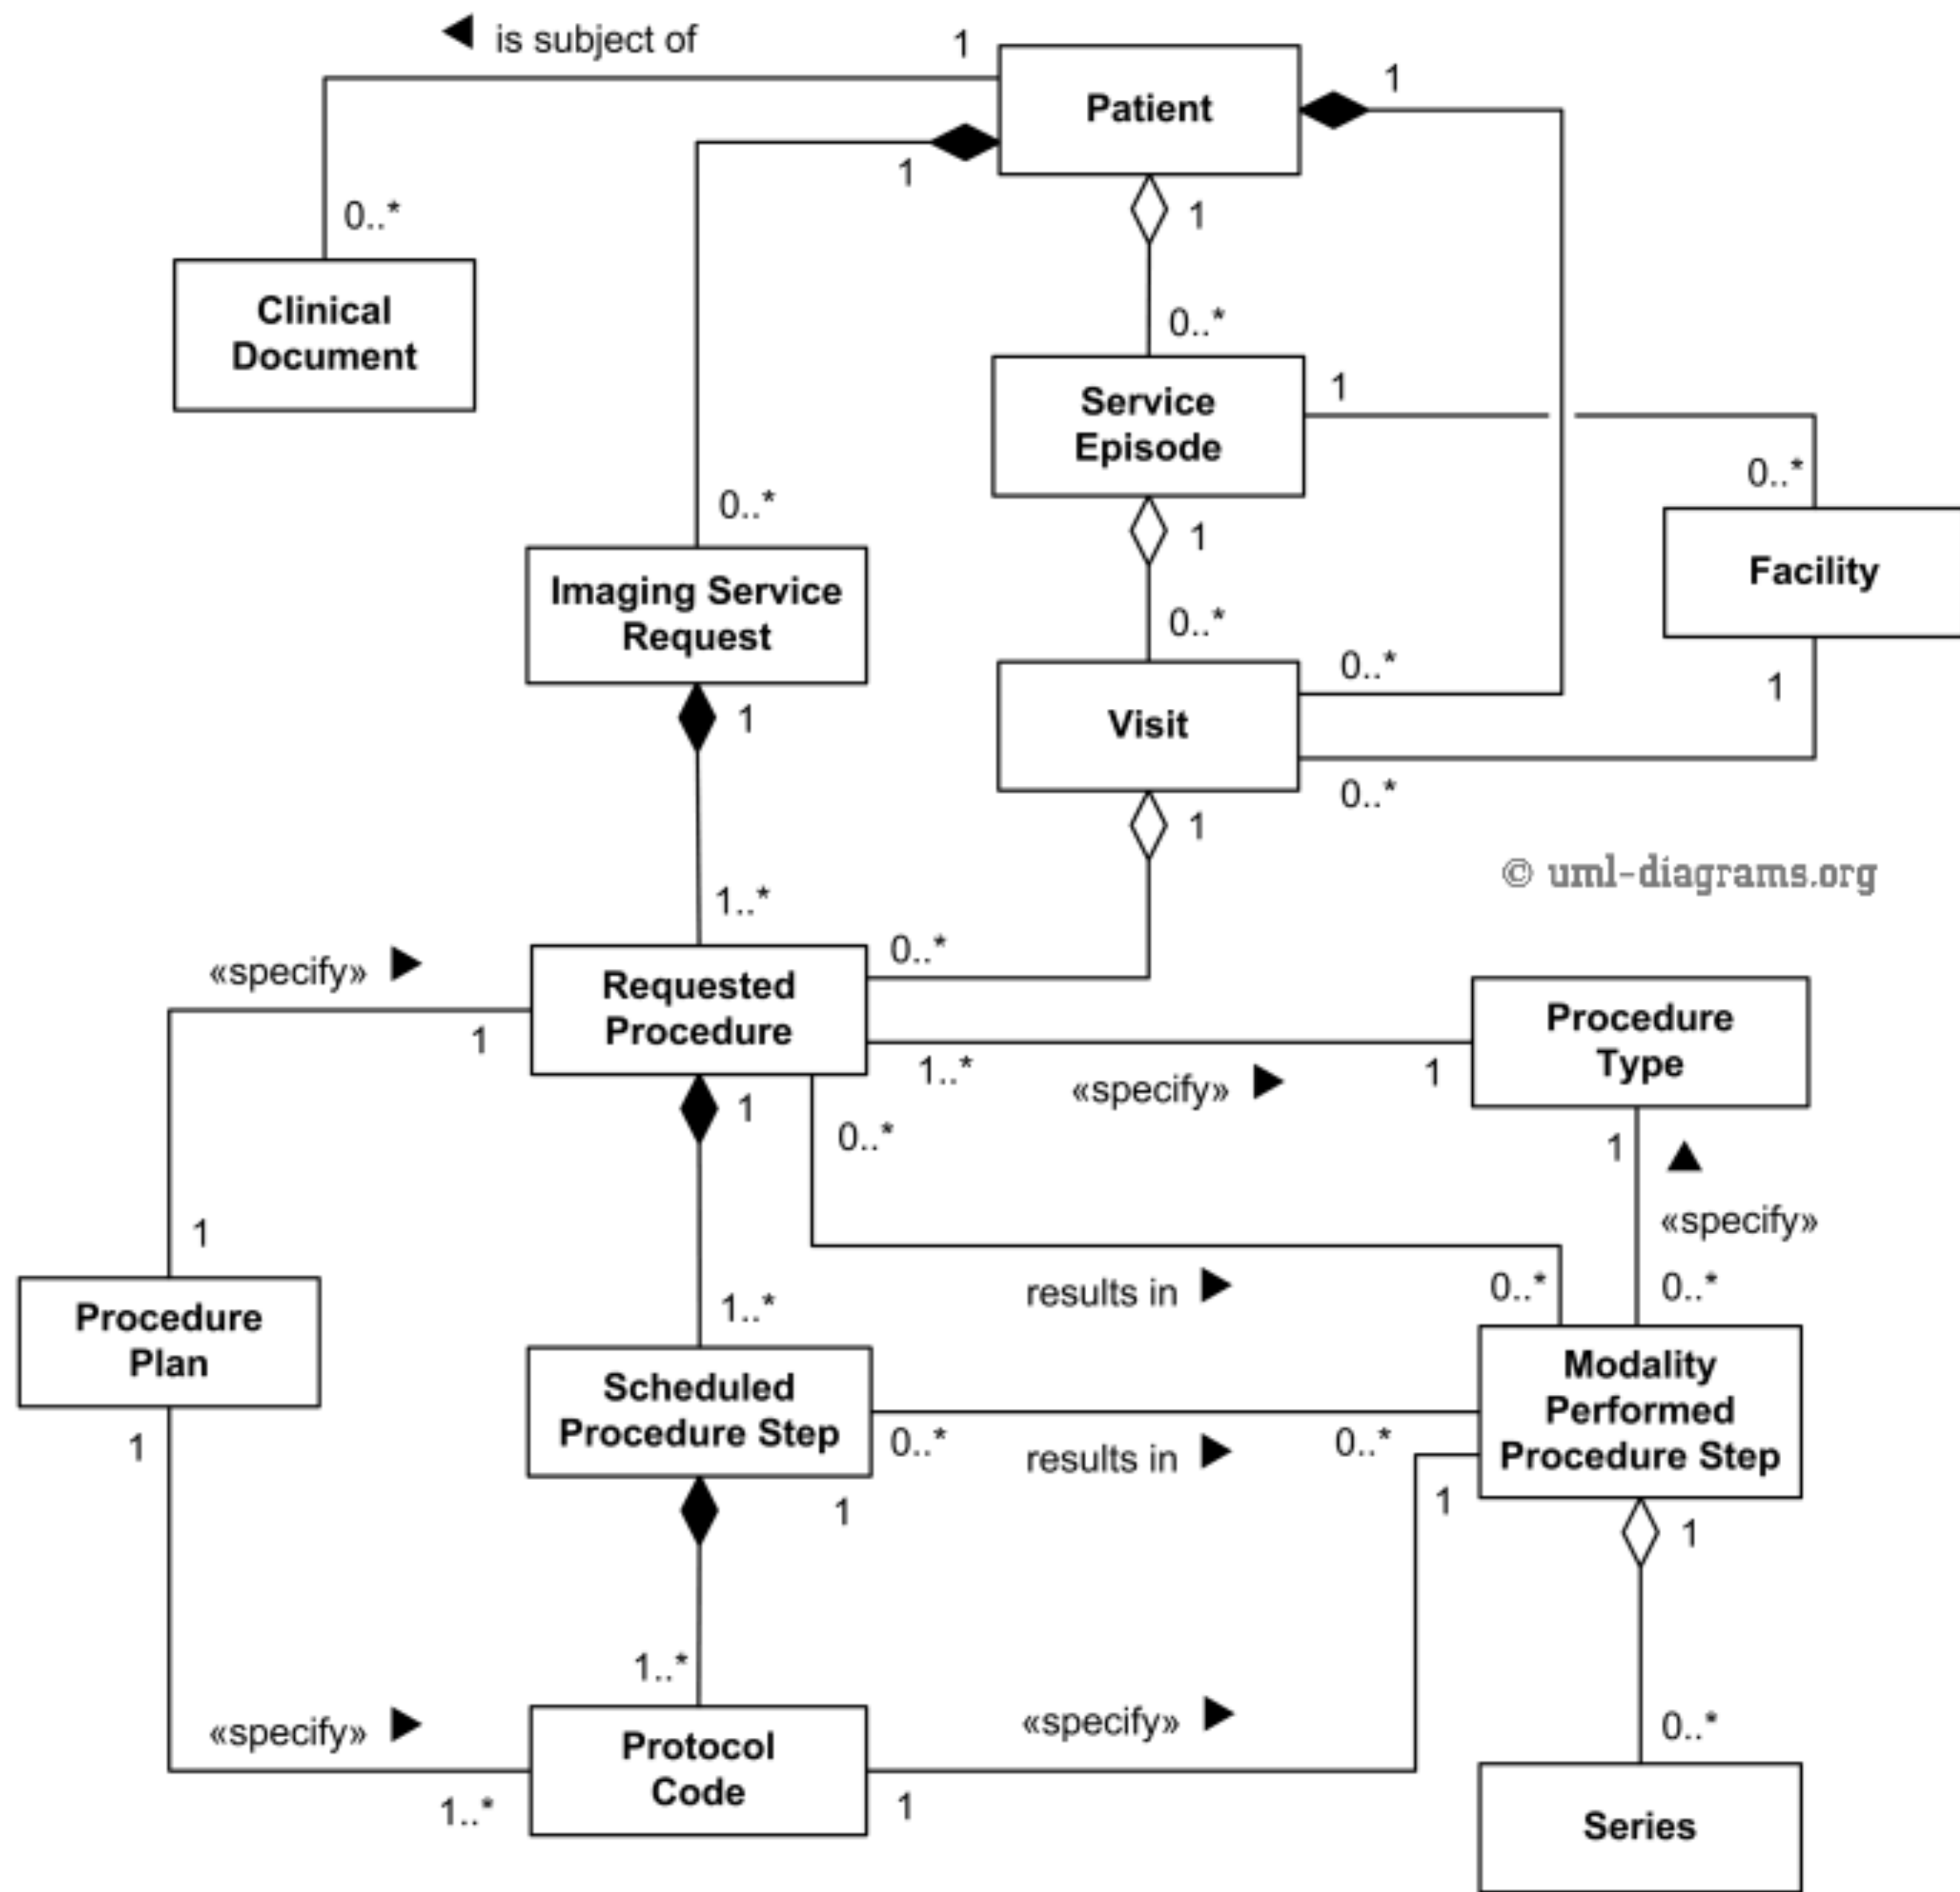 ◀ is subject of
1
Patient
1
1
1
0..*
Clinical
Document
0..*
Service
Episode
1
0..*
0..*
Facility
Imaging Service
Request
1
0..*
0..*
1
Visit
1
0..*
1
© uml-diagrams.org
1..*
«specify» ▶
0..*
Requested
Procedure
Procedure
Type
1
1..*
«specify» ▶
1
1
0..*
1
▲
«specify»
1
results in ▶
0..*
0..*
1..*
Procedure
Plan
Scheduled
Procedure Step
Modality
Performed
Procedure Step
1
0..*
results in ▶
0..*
1
1
1
1..*
«specify» ▶
«specify» ▶
0..*
Protocol
Code
1..*
1
Series